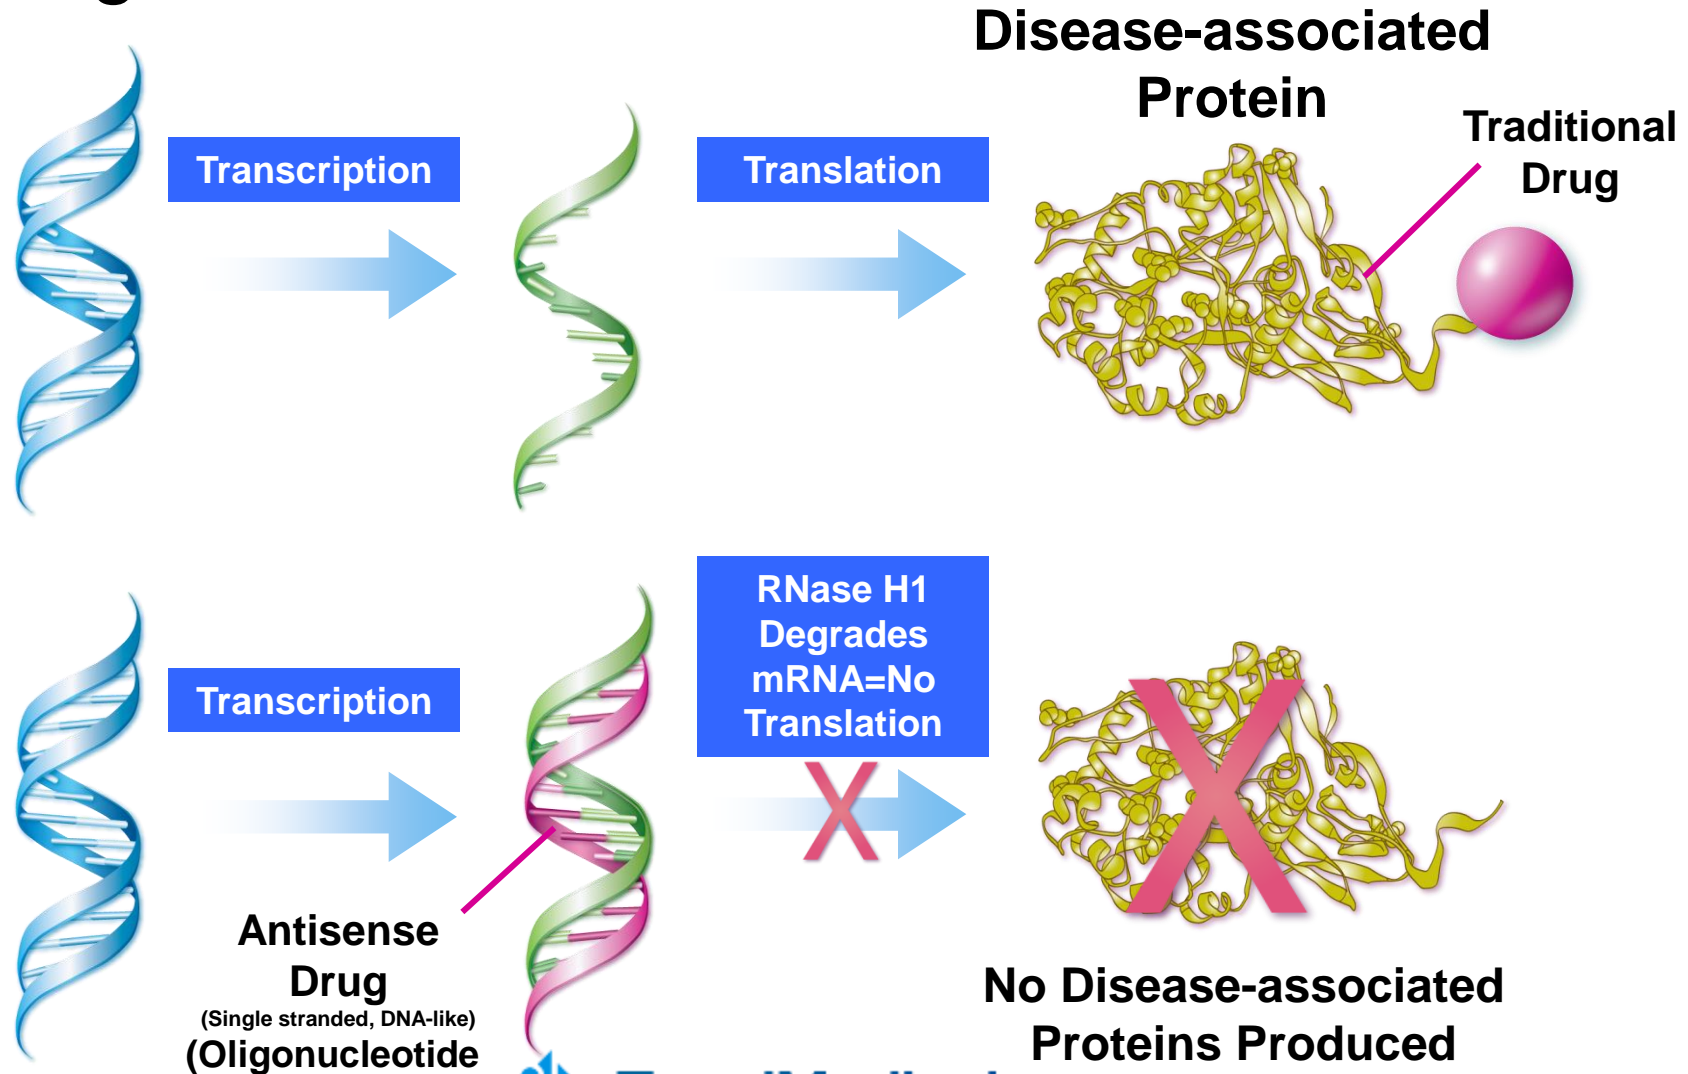 Disease-associated
Protein
Traditional
Drug
Transcription
Translation
RNase H1
Degrades
mRNA=No
Translation
Transcription
Antisense
Drug
(Single stranded, DNA-like)
(Oligonucleotide
No Disease-associated
Proteins Produced